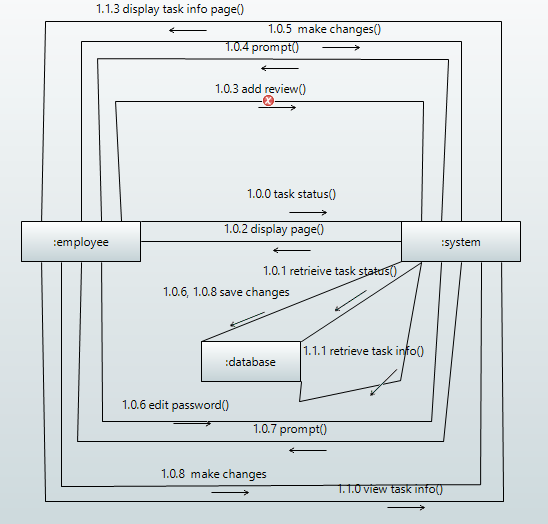 1.1.3 display task info page()
1.0.5  make changes()
1.0.4 prompt()
1.0.3 add review()
1.0.0 task status()
1.0.2 display page()
:employee
:system
1.0.1 retrieive task status()
1.0.6, 1.0.8 save changes
1.1.1 retrieve task info()
:database
1.0.6 edit password()
1.0.7 prompt()
1.0.8  make changes
1.1.0 view task info()